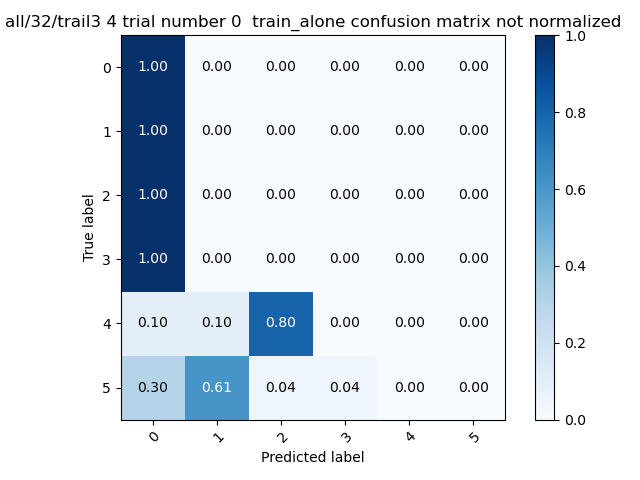 all/32/trail3 4 trial number 0  train_alone confusion matrix not normalized
1.0
0 1.00 0.00 0.00 0.00 0.00 0.00
0.8
1 1.00 0.00 0.00 0.00 0.00 0.00
2 1.00 0.00 0.00 0.00 0.00 0.00
0.6
True label
3 1.00 0.00 0.00 0.00 0.00 0.00
0.4
4 0.10 0.10 0.80 0.00 0.00 0.00
0.2
5 0.30 0.61 0.04 0.04 0.00 0.00
0.0
0 1 2 3 4 5
Predicted label